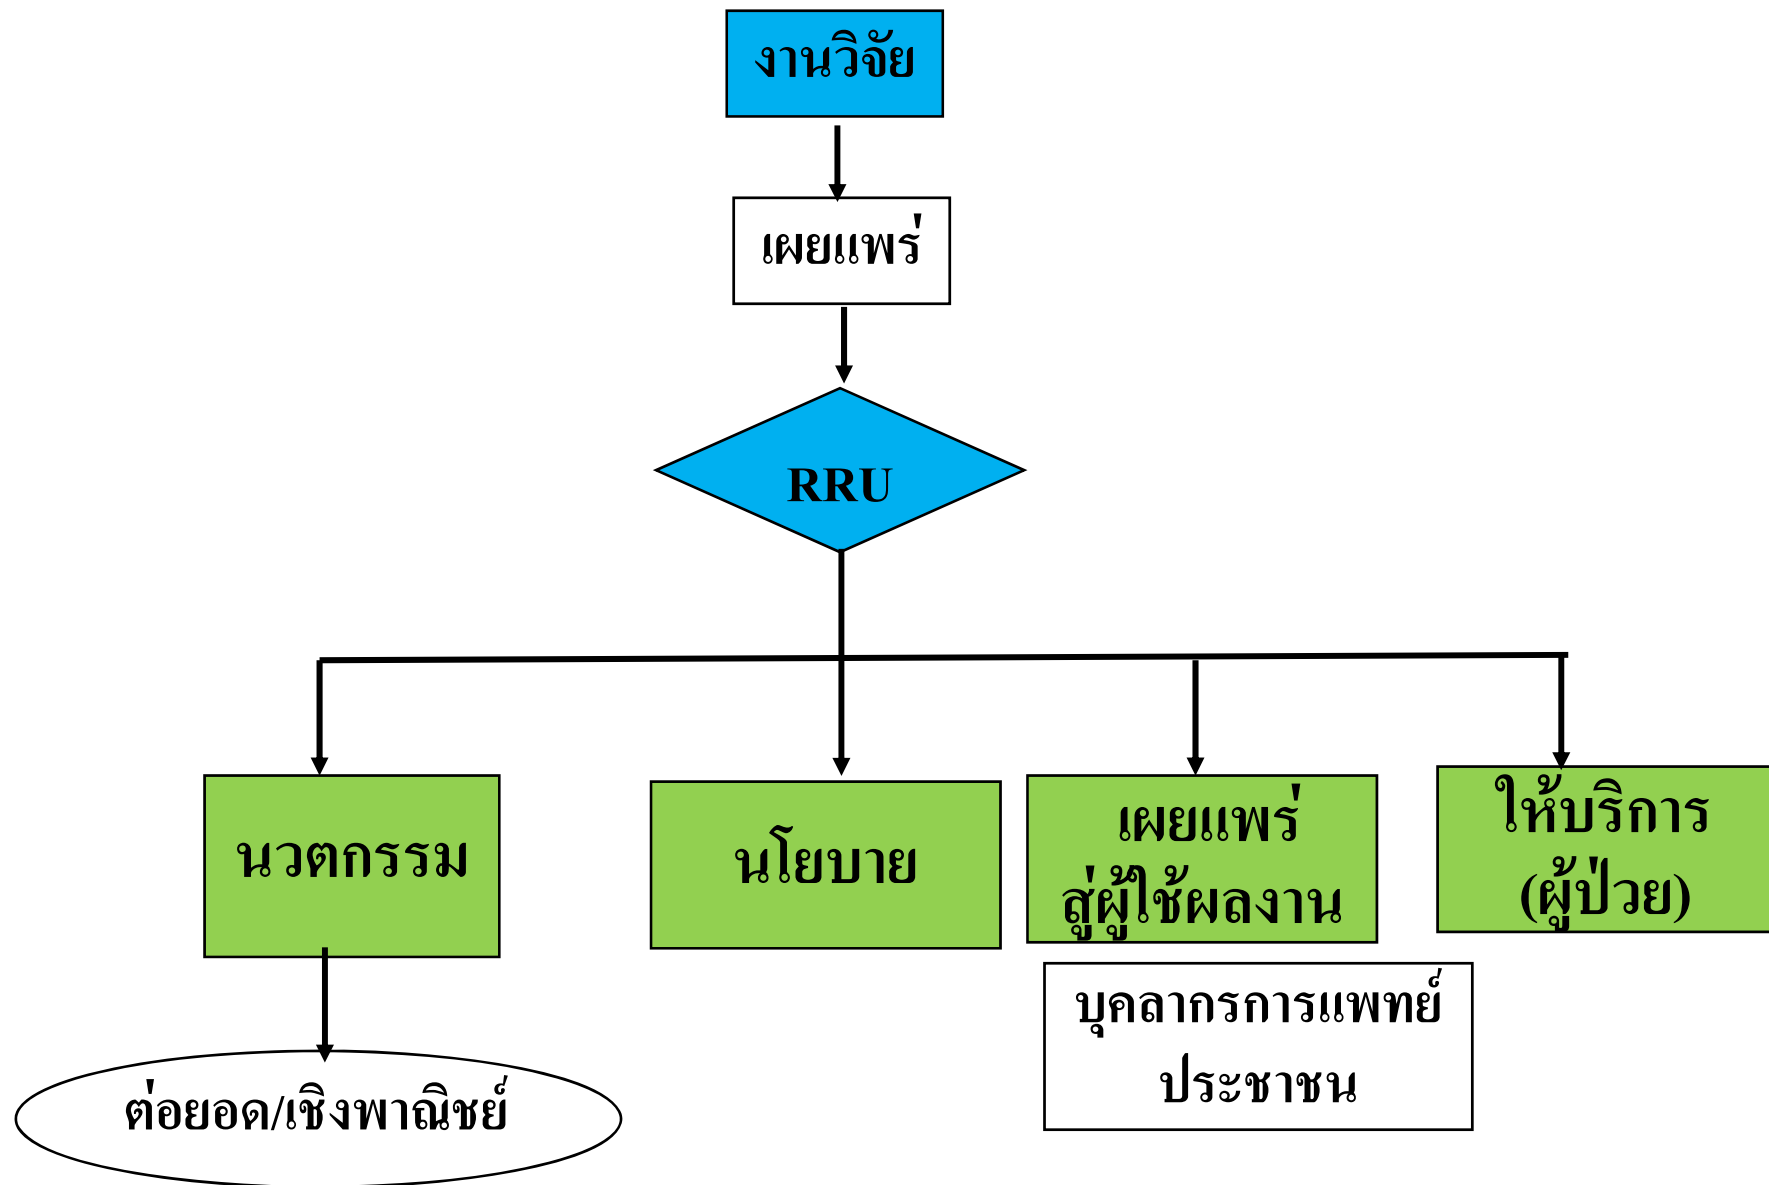 งานวิจัย
เผยแพร่
RRU
นวตกรรม
นโยบาย
เผยแพร่
สู่ผู้ใช้ผลงาน
ให้บริการ
(ผู้ป่วย)
บุคลากรการแพทย์
ประชาชน
ต่อยอด/เชิงพาณิชย์